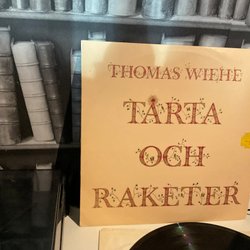 THOMAS WIEHE
TÅRTA
OCH
RAKETER